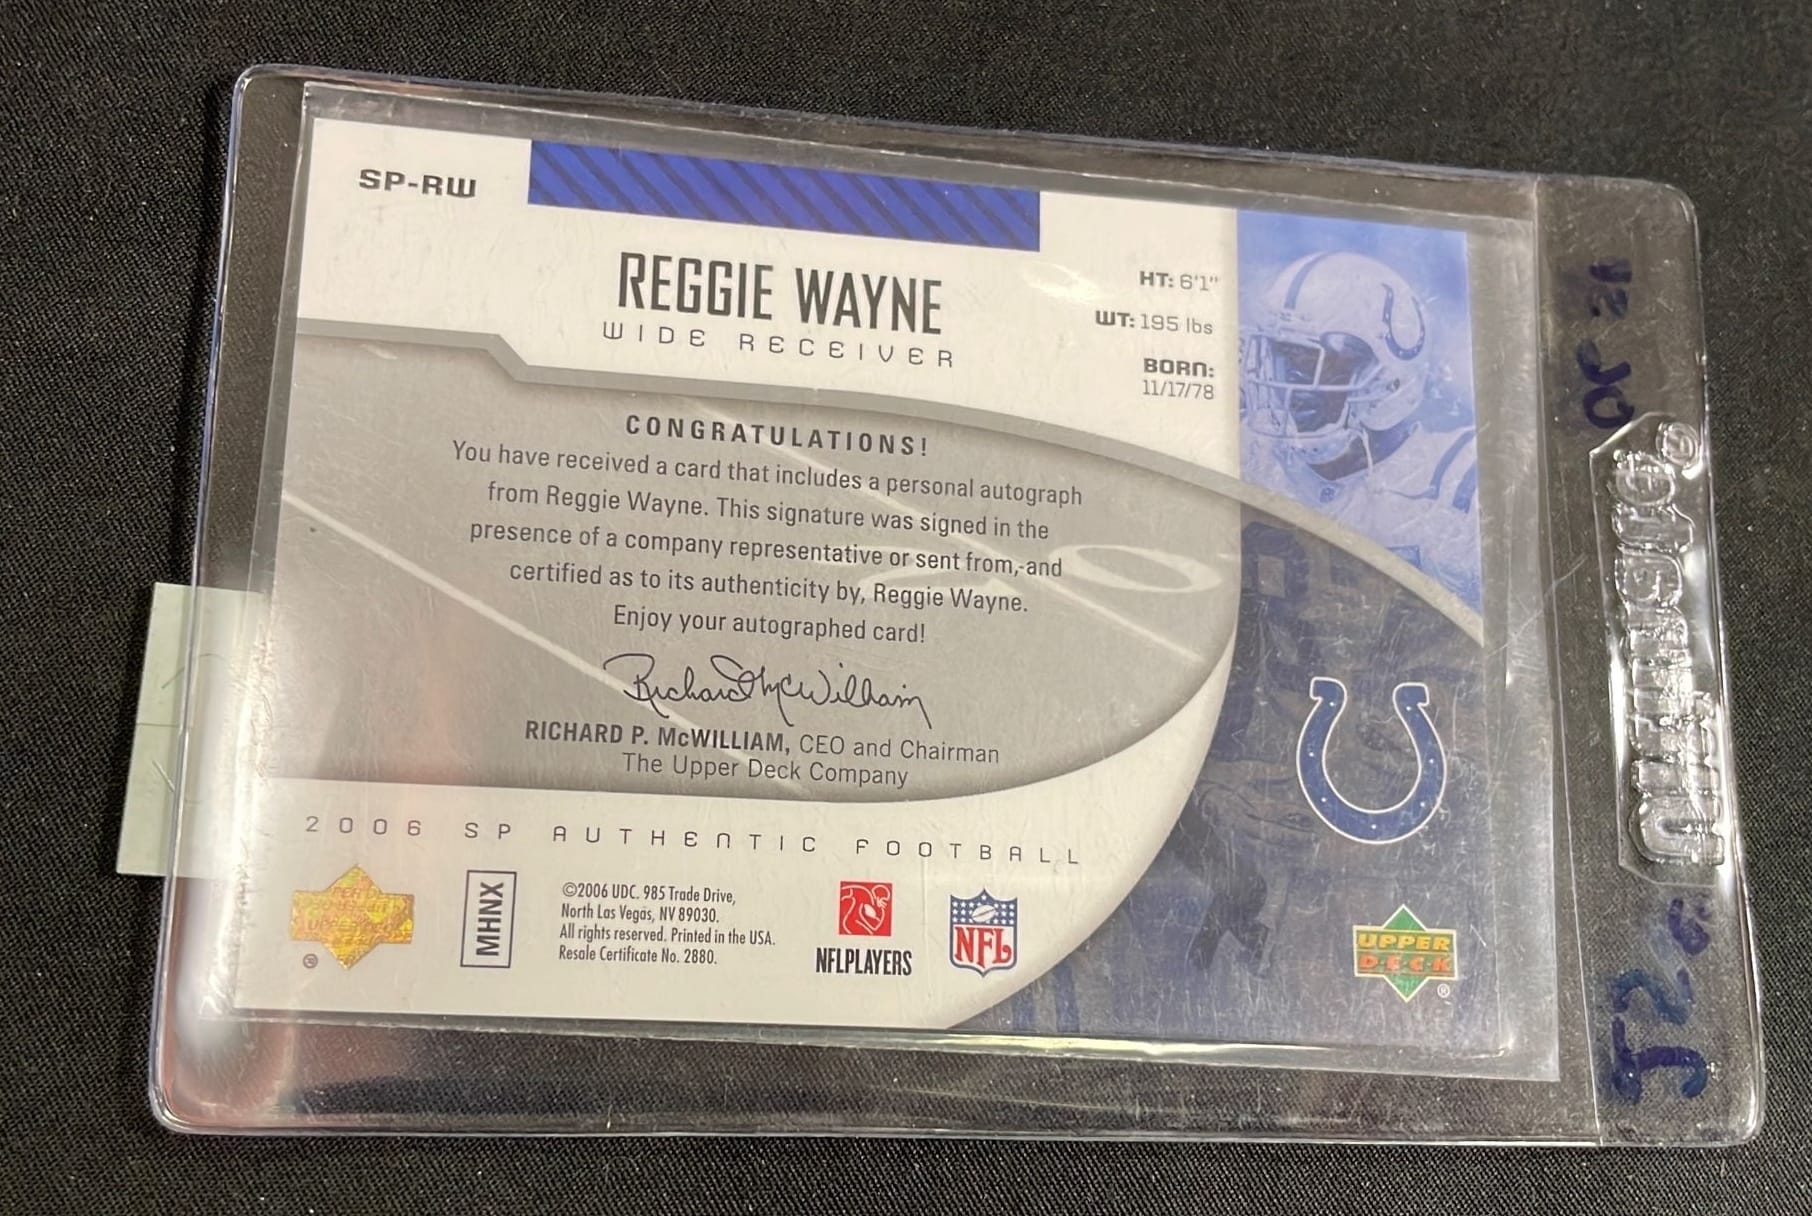 SP-RW
REGGIE WAYNE
WIDE RECEIVER
HT: 6'1"
WT: 195 lbs
BORN:
11/17/78
CONGRATULATIONS!
You have received a card that includes a personal autograph
from Reggie Wayne. This signature was signed in the
presence of a company representative or sent from, and
certified as to its authenticity by, Reggie Wayne.
Enjoy your autographed card!
Richard McWilliam
RICHARD P. McWILLIAM, CEO and Chairman
The Upper Deck Company
2006 SP AUTHENTIC FOOTBALL
MHNX
©2006 UDC. 985 Trade Drive,
North Las Vegas, NV 89030.
All rights reserved. Printed in the USA.
Resale Certificate No. 2880.
NFLPLAYERS
NFL
UPPER
DECK
®
®
ULTRA·PRO®